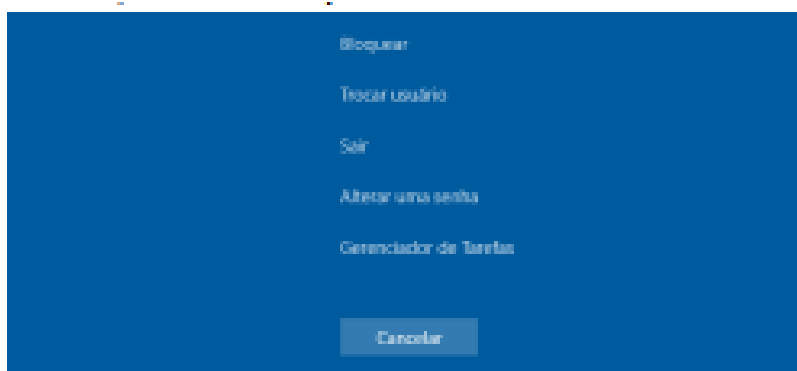 Bloquear
Trocar usuário
Sair
Alterar uma senha
Gerenciador de Tarefas
Cancelar